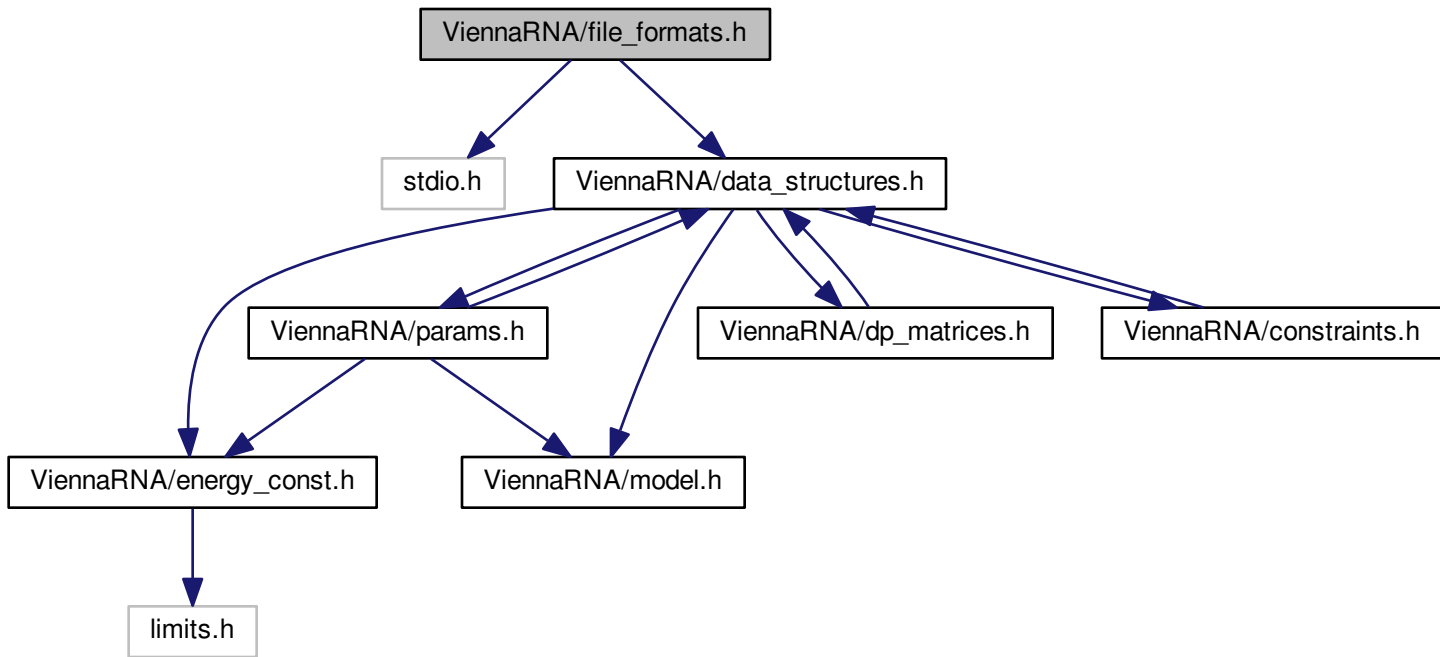 ViennaRNA/file_formats.h
stdio.h
ViennaRNA/data_structures.h
ViennaRNA/params.h
ViennaRNA/dp_matrices.h
ViennaRNA/constraints.h
ViennaRNA/energy_const.h
ViennaRNA/model.h
limits.h